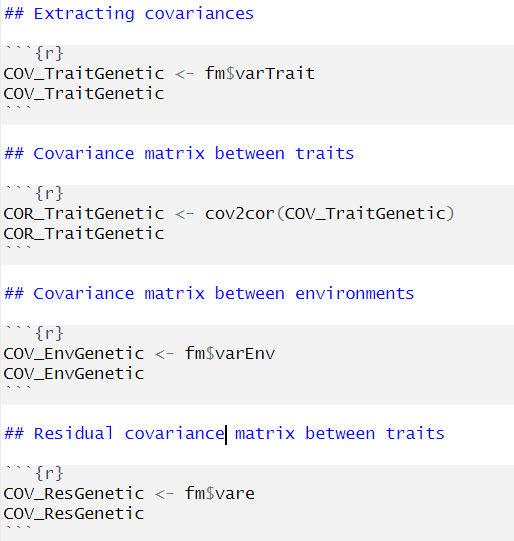 ## Extracting covariances
```{r}
COV_TraitGenetic <- fm$varTrait
COV_TraitGenetic
```
## Covariance matrix between traits
```{r}
COR_TraitGenetic <- cov2cor(COV_TraitGenetic)
COR_TraitGenetic
```
## Covariance matrix between environments
```{r}
COV_EnvGenetic <- fm$varEnv
COV_EnvGenetic
```
## Residual covariance matrix between traits
```{r}
COV_ResGenetic <- fm$vare
COV_ResGenetic
```